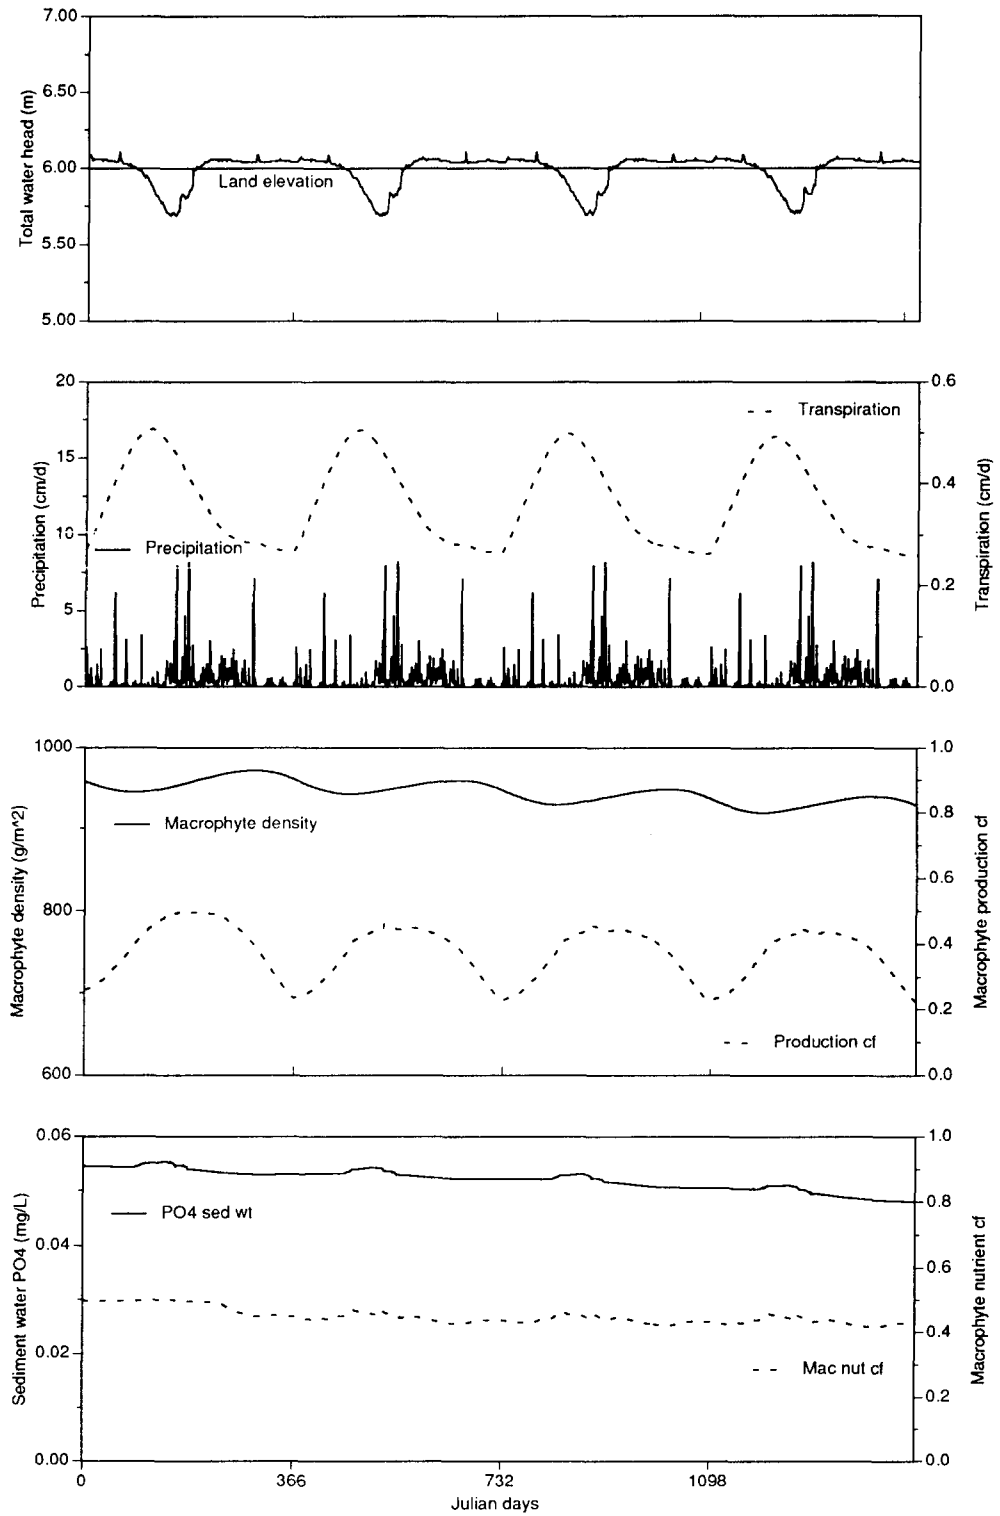 7.00
6.50
6.00
5.50
5.00
Total water head (m)
Land elevation
20
15
10
5
0
Precipitation (cm/d)
0.6
0.4
0.2
0.0
Transpiration (cm/d)
Transpiration
Precipitation
1000
800
600
Macrophyte density (g/m^2)
1.0
0.8
0.6
0.4
0.2
0.0
Macrophyte production cf
Macrophyte density
Production cf
0.06
0.04
0.02
0.00
Sediment water PO4 (mg/L)
1.0
0.8
0.6
0.4
0.2
0.0
Macrophyte nutrient cf
PO4 sed wt
Mac nut cf
0 366 732 1098
Julian days